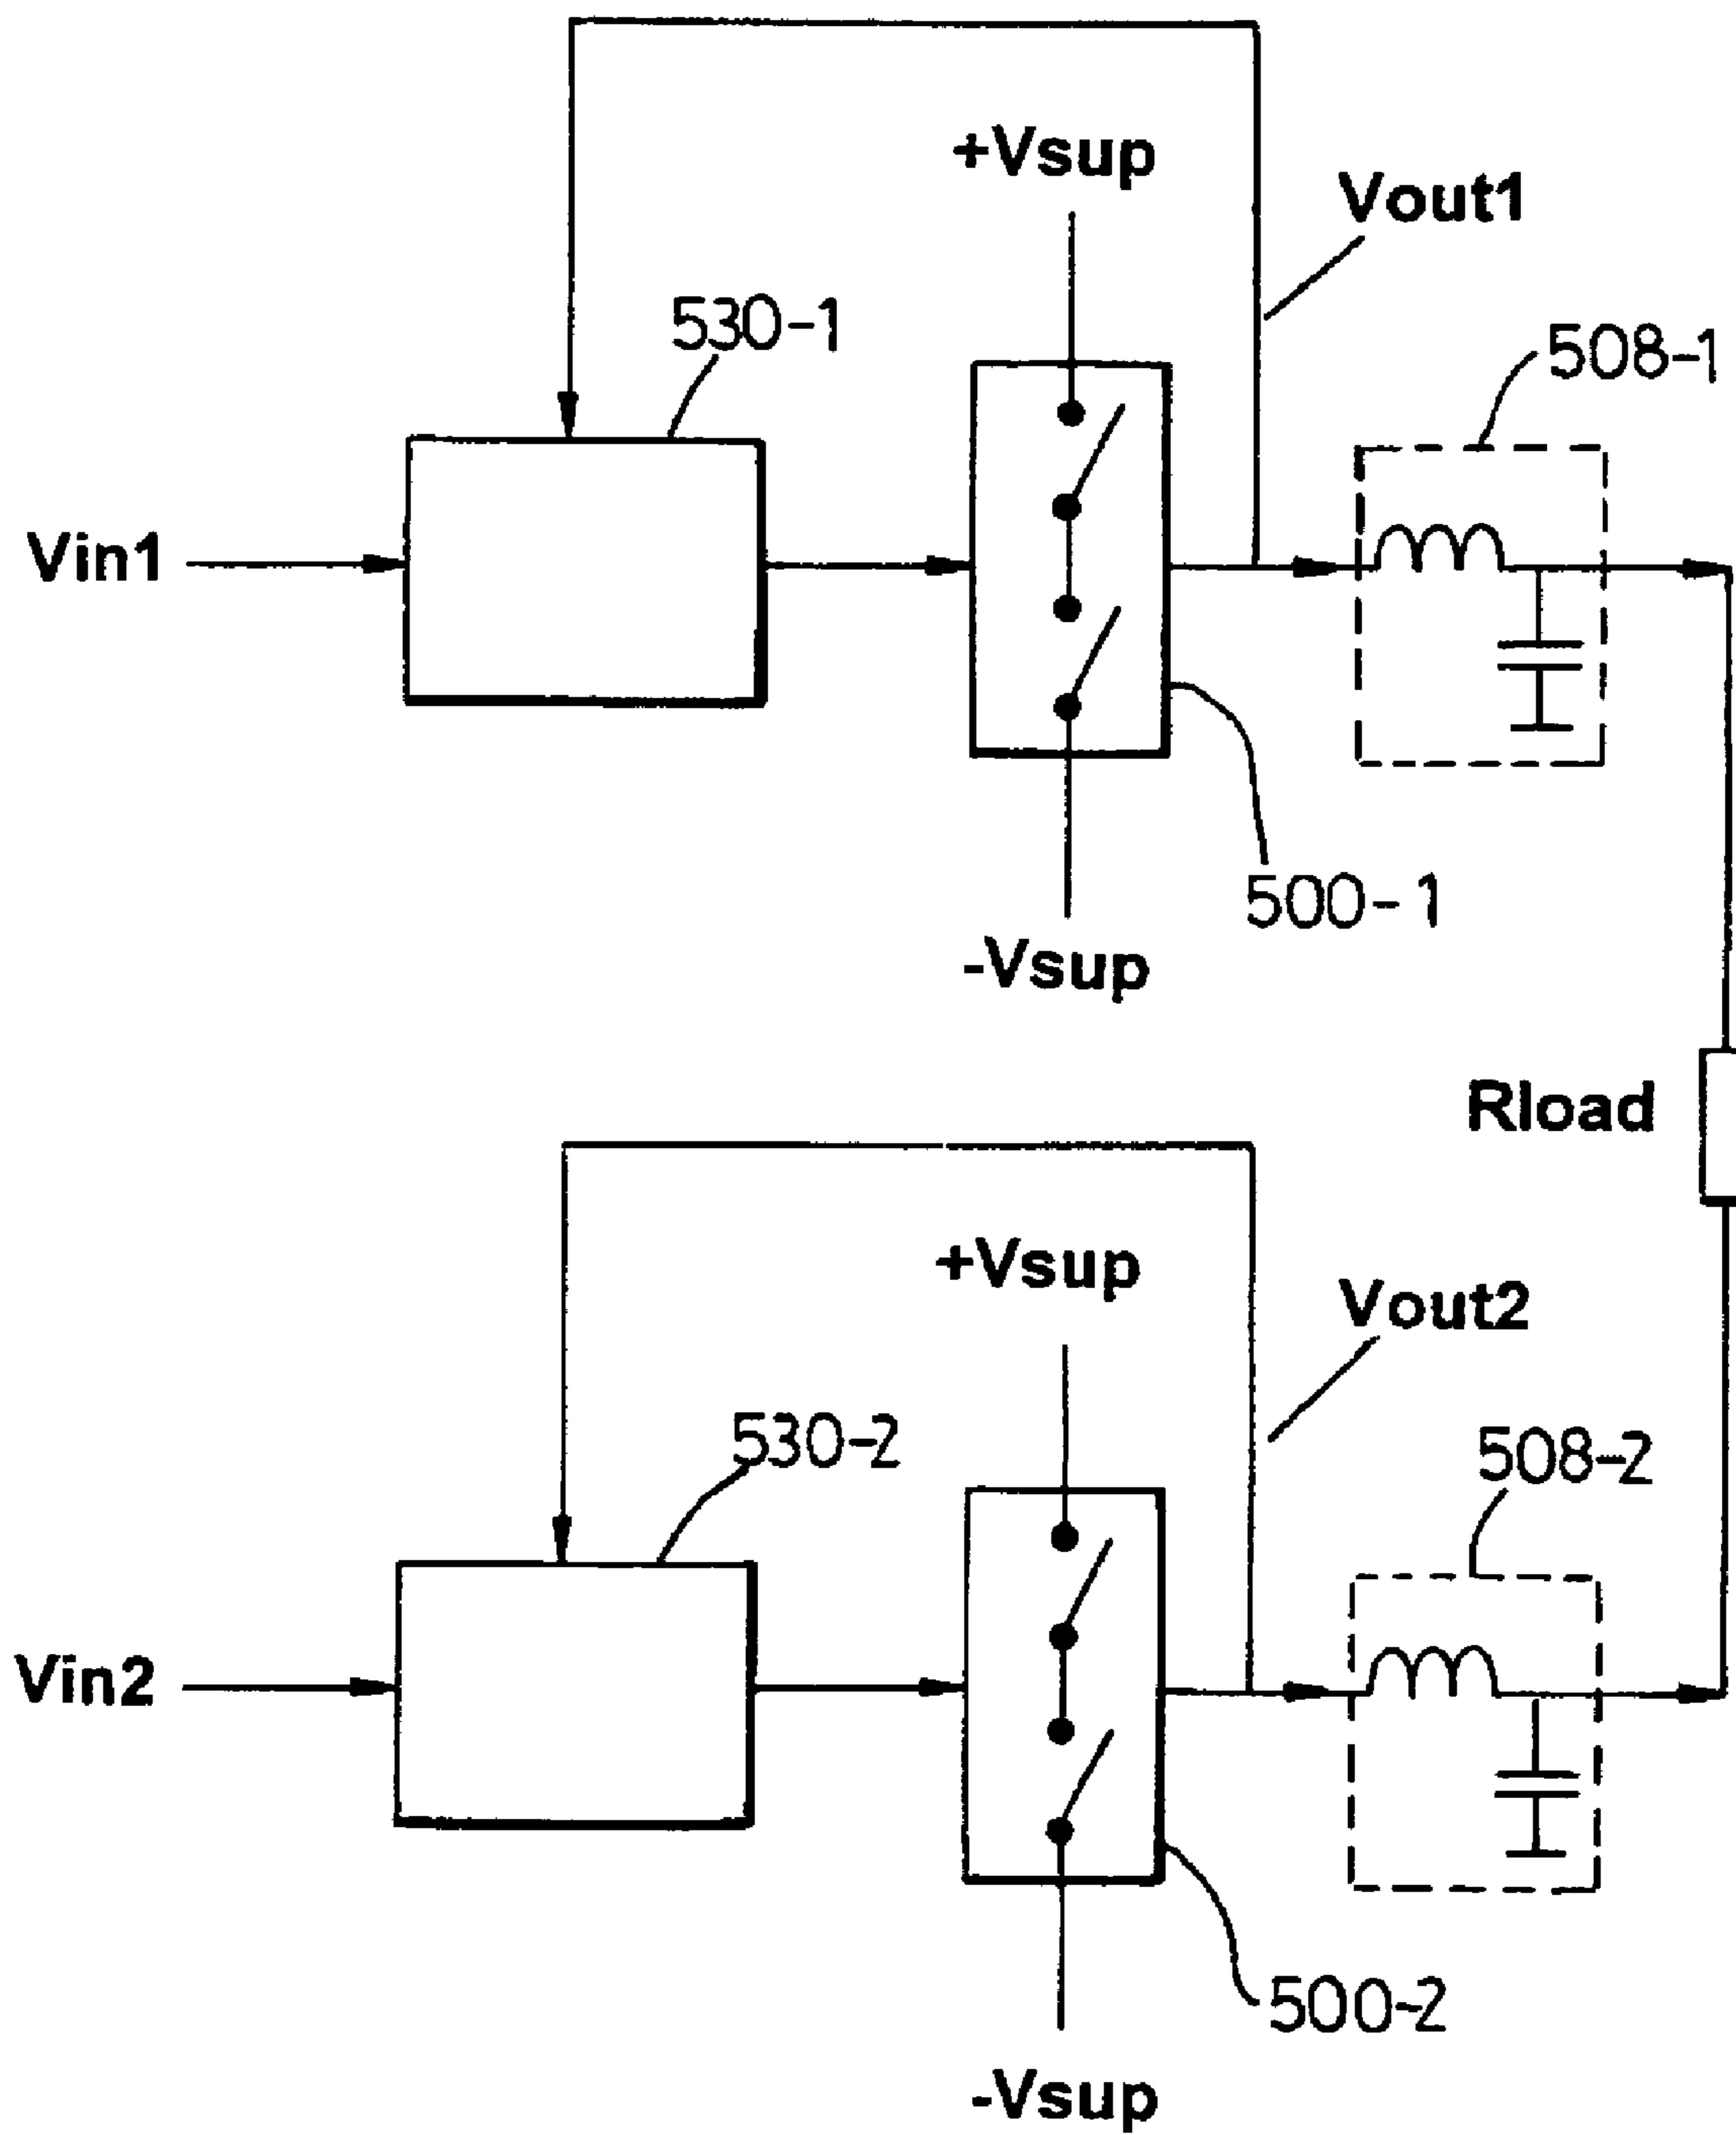 +Vsup
Vout1
530-1
508-1
Vin1
500-1
-Vsup
Rload
+Vsup
Vout2
530-2
508-2
Vin2
500-2
-Vsup